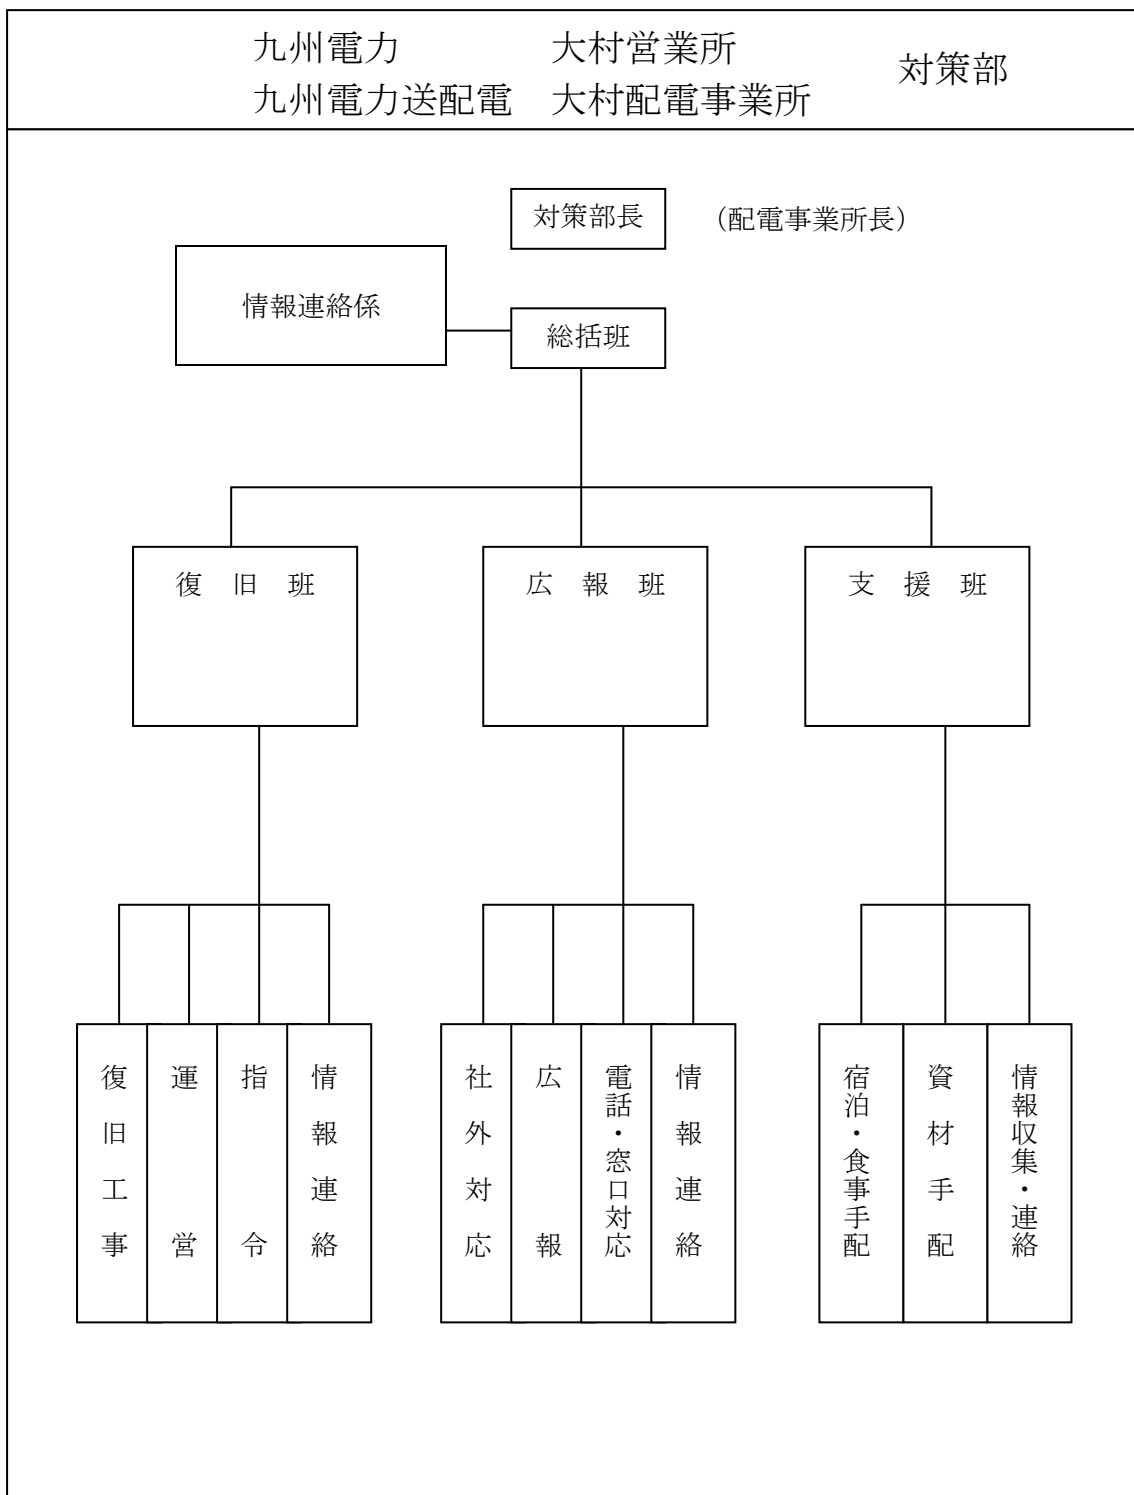 九州電力 大村営業所
九州電力送配電 大村配電事業所
対策部
対策部長 （配電事業所長）
情報連絡係
総括班
復旧班
広報班
支援班
復旧工事
運営
指令
情報連絡
社外対応
広報
電話・窓口対応
情報連絡
宿泊・食事手配
資材手配
情報収集・連絡